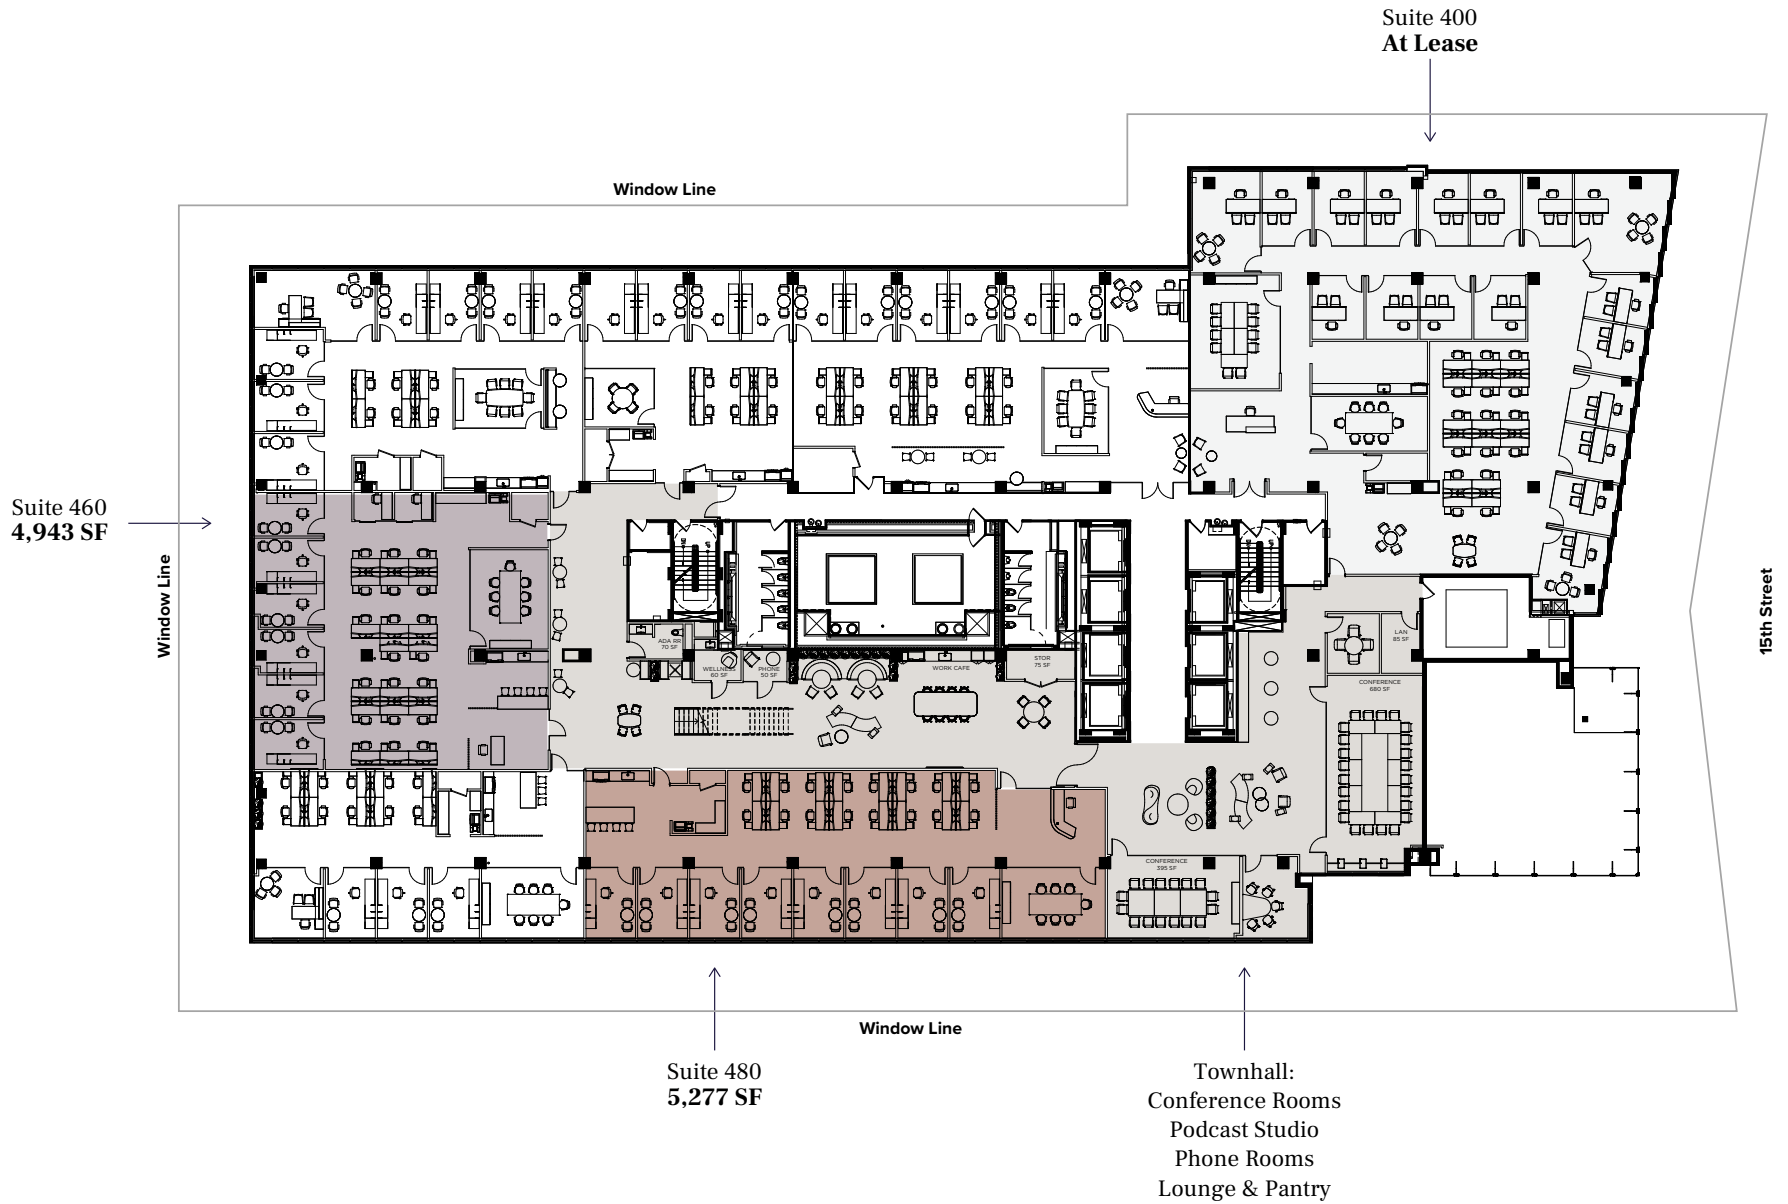 Suite 400
At Lease
Window Line
Suite 460
4,943 SF
Window Line
15th Street
ADA RR
70 SF
WELLNESS
60 SF
PHONE
50 SF
WORK CAFE
STOR
75 SF
LAN
85 SF
CONFERENCE
680 SF
CONFERENCE
395 SF
Window Line
Suite 480
5,277 SF
Townhall:
Conference Rooms
Podcast Studio
Phone Rooms
Lounge & Pantry